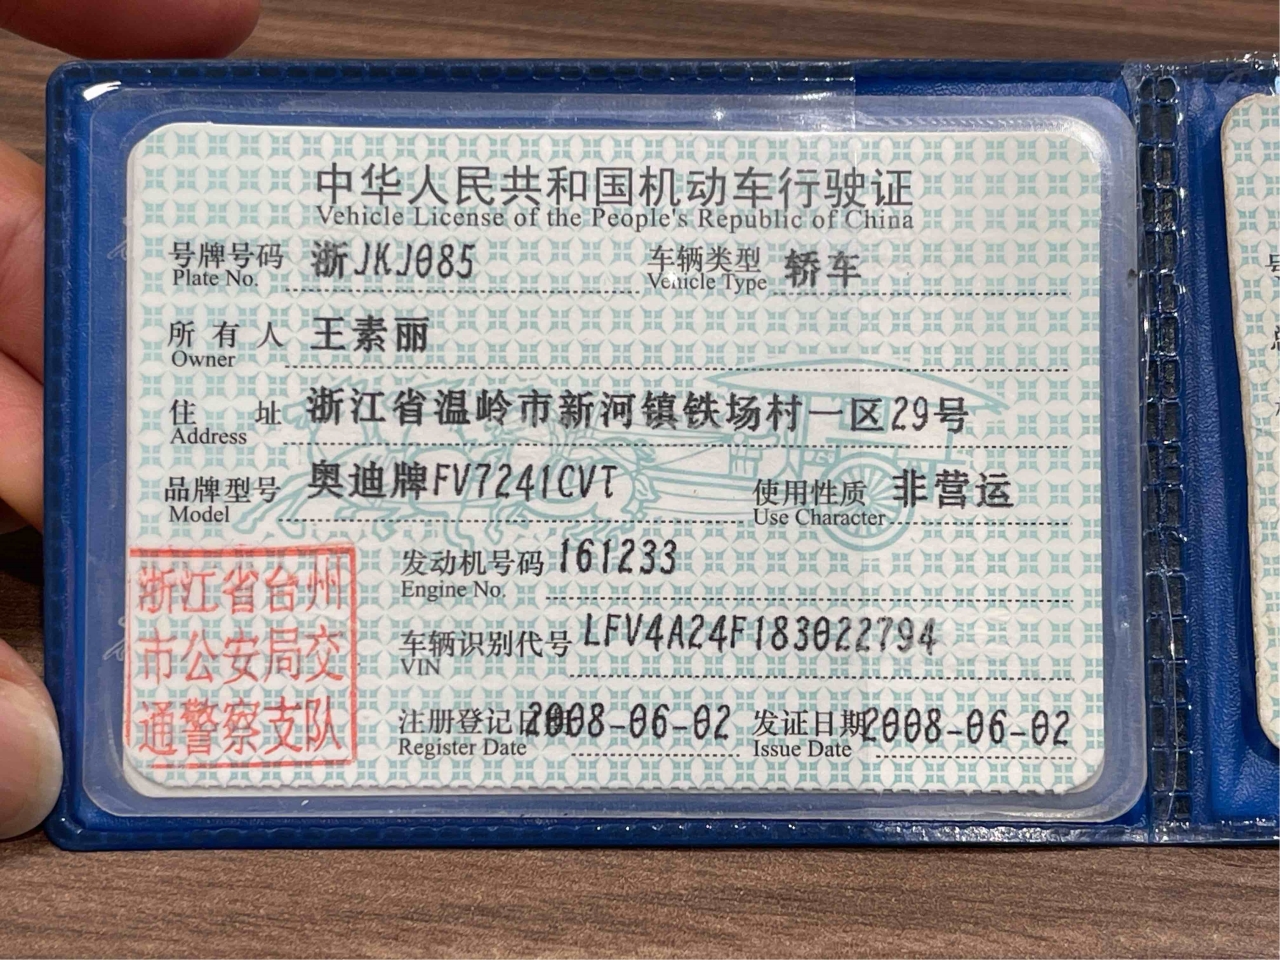 中华人民共和国机动车行驶证
Vehicle License of the People's Republic of China
号牌号码 浙JKJ085 车辆类型 轿车
Plate No. Vehicle Type
所有人 王素丽
Owner
住址 浙江省温岭市新河镇铁场村一区29号
Address
品牌型号 奥迪牌FV7241CVT 使用性质 非营运
Model Use Character
发动机号码 161233
Engine No.
车辆识别代号 LFV4A24F183022794
VIN
注册登记日期 2008-06-02 发证日期 2008-06-02
Register Date Issue Date
浙江省台州
市公安局交
通警察支队